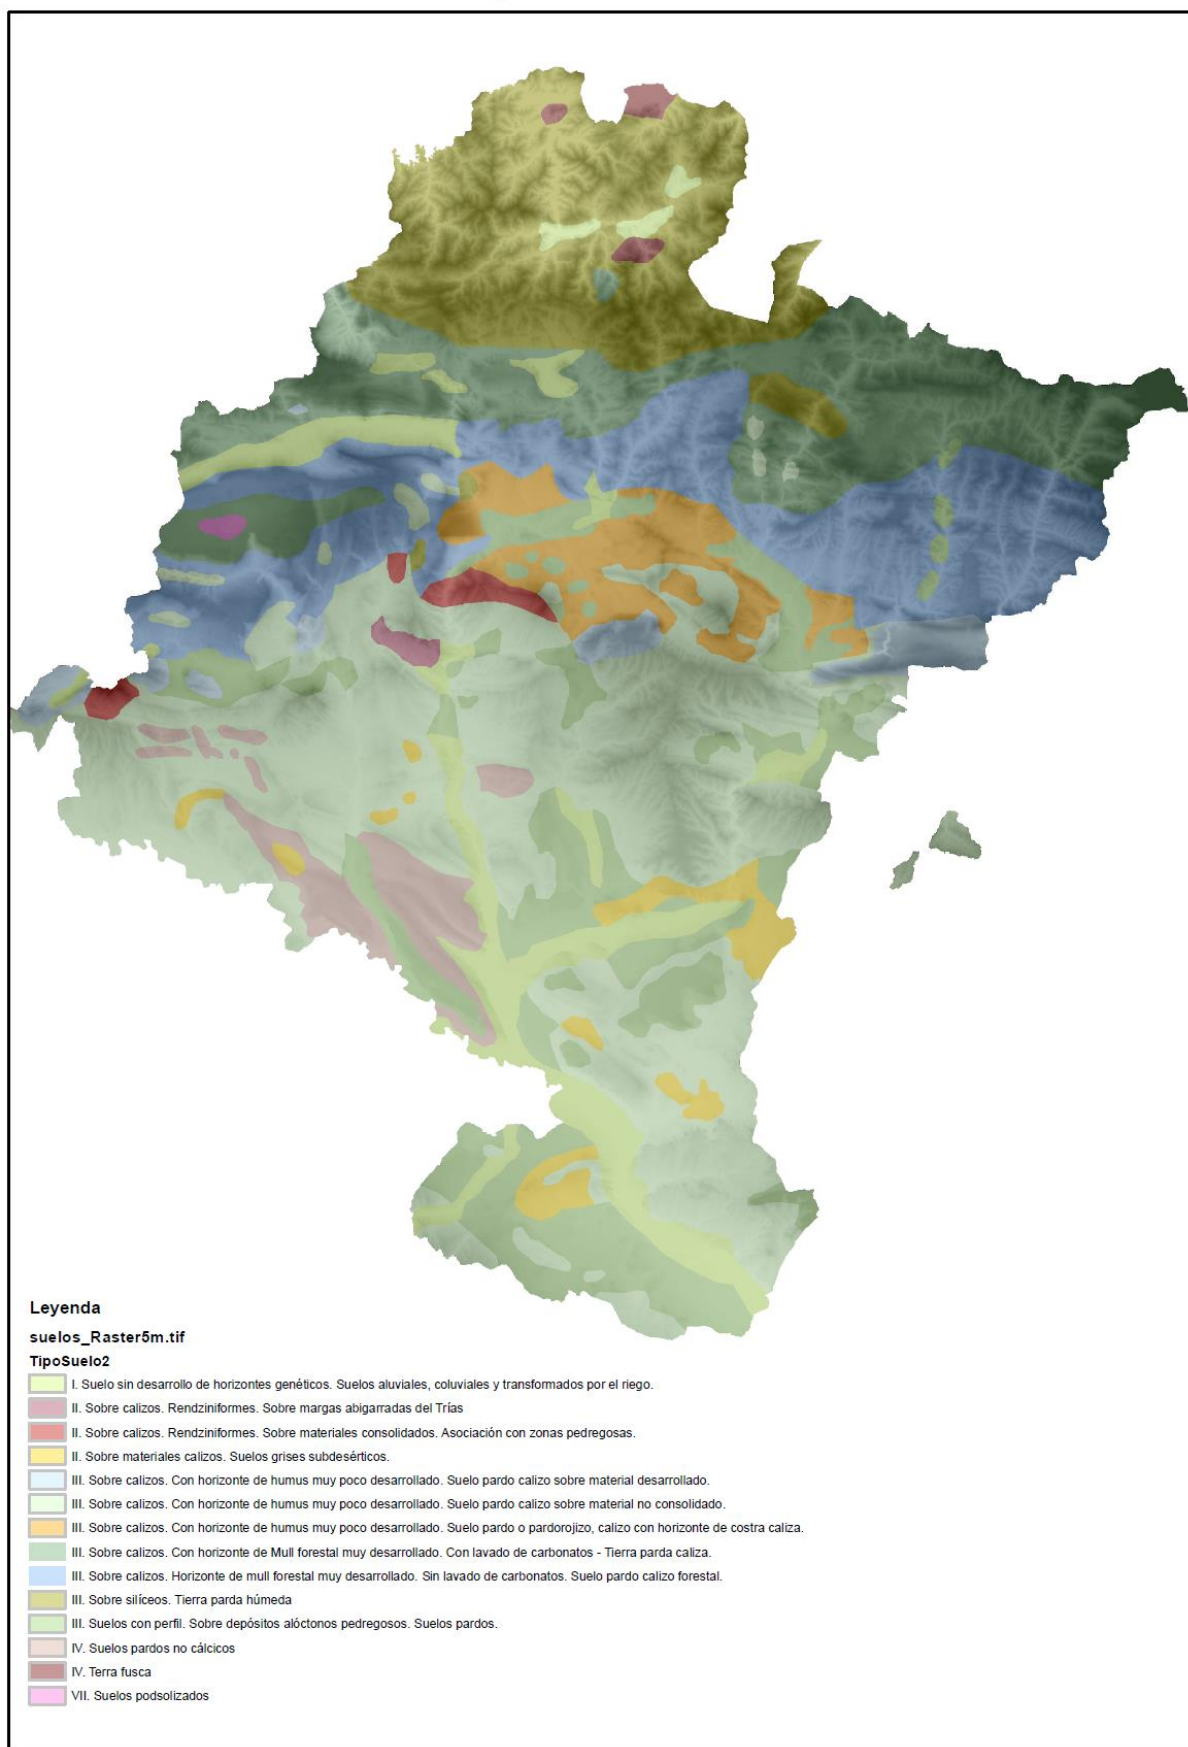 Leyenda
suelos_Raster5m.tif
TipoSuelo2
I. Suelo sin desarrollo de horizontes genéticos. Suelos aluviales, coluviales y transformados por el riego.
II. Sobre calizos. Rendziniformes. Sobre margas abigarradas del Trías
II. Sobre calizos. Rendziniformes. Sobre materiales consolidados. Asociación con zonas pedregosas.
II. Sobre materiales calizos. Suelos grises subdesérticos.
III. Sobre calizos. Con horizonte de humus muy poco desarrollado. Suelo pardo calizo sobre material desarrollado.
III. Sobre calizos. Con horizonte de humus muy poco desarrollado. Suelo pardo calizo sobre material no consolidado.
III. Sobre calizos. Con horizonte de humus muy poco desarrollado. Suelo pardo o pardorojizo, calizo con horizonte de costra caliza.
III. Sobre calizos. Con horizonte de Mull forestal muy desarrollado. Con lavado de carbonatos - Tierra parda caliza.
III. Sobre calizos. Horizonte de mull forestal muy desarrollado. Sin lavado de carbonatos. Suelo pardo calizo forestal.
III. Sobre silíceos. Tierra parda húmeda
III. Suelos con perfil. Sobre depósitos alóctonos pedregosos. Suelos pardos.
IV. Suelos pardos no cálcicos
IV. Terra fusca
VII. Suelos podsolizados